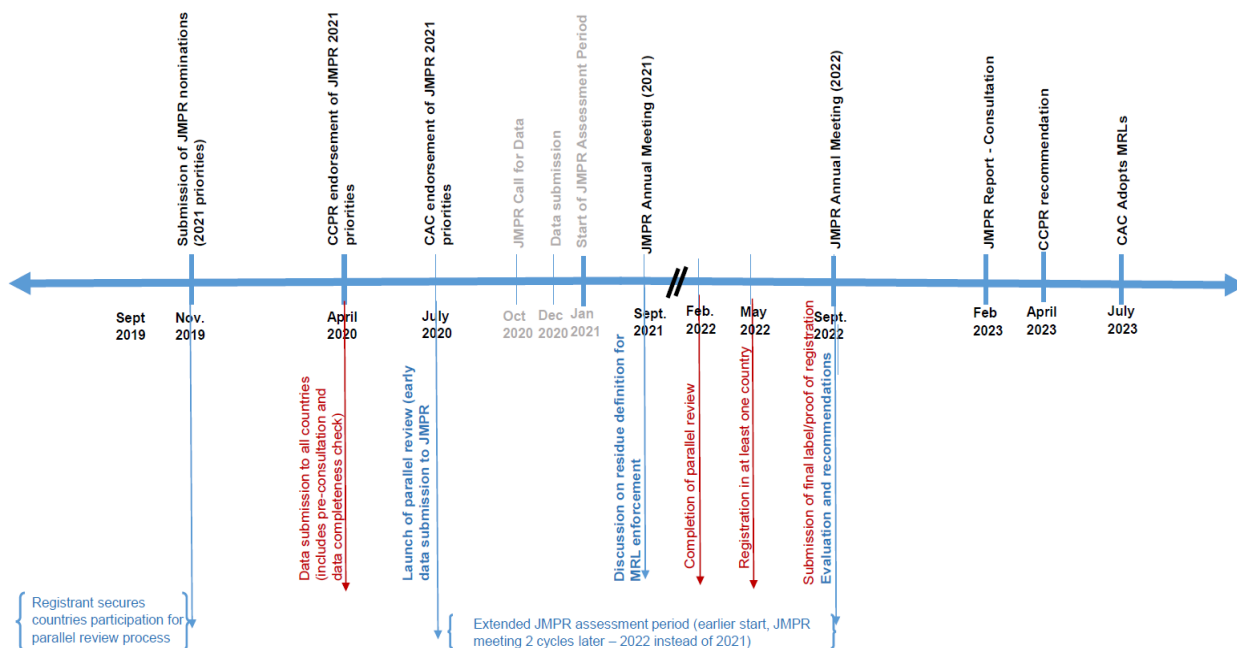 Submission of JMPR nominations
(2021 priorities)
CCPR endorsement of JMPR 2021
priorities
CAC endorsement of JMPR 2021
priorities
JMPR Call for Data
Data submission
Start of JMPR Assessment Period
JMPR Annual Meeting (2021)
JMPR Annual Meeting (2022)
JMPR Report - Consultation
CCPR recommendation
CAC Adopts MRLs
Sept
2019
Nov.
2019
April
2020
July
2020
Oct
2020
Dec
2020
Jan
2021
Sept.
2021
Feb.
2022
May
2022
Sept.
2022
Feb
2023
April
2023
July
2023
Data submission to all countries
(includes pre-consultation and
data completeness check)
Launch of parallel review (early
data submission to JMPR
Discussion on residue definition for
MRL enforcement
Completion of parallel review
Registration in at least one country
Submission of final label/proof of registration
Evaluation and recommendations
Registrant secures
countries participation for
parallel review process
Extended JMPR assessment period (earlier start, JMPR
meeting 2 cycles later – 2022 instead of 2021)